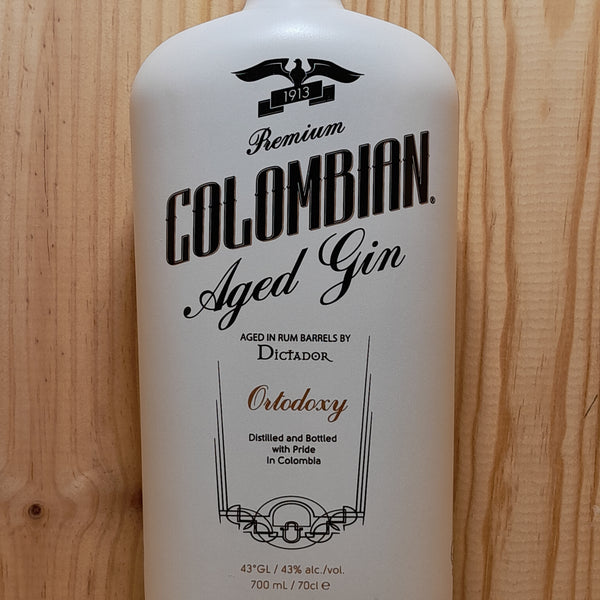 1913
Premium
COLOMBIAN®
Aged Gin
AGED IN RUM BARRELS BY
DICTADOR
Ortodoxy
Distilled and Bottled
with Pride
in Colombia
43°GL / 43% alc./vol.
700 mL / 70cl ℮